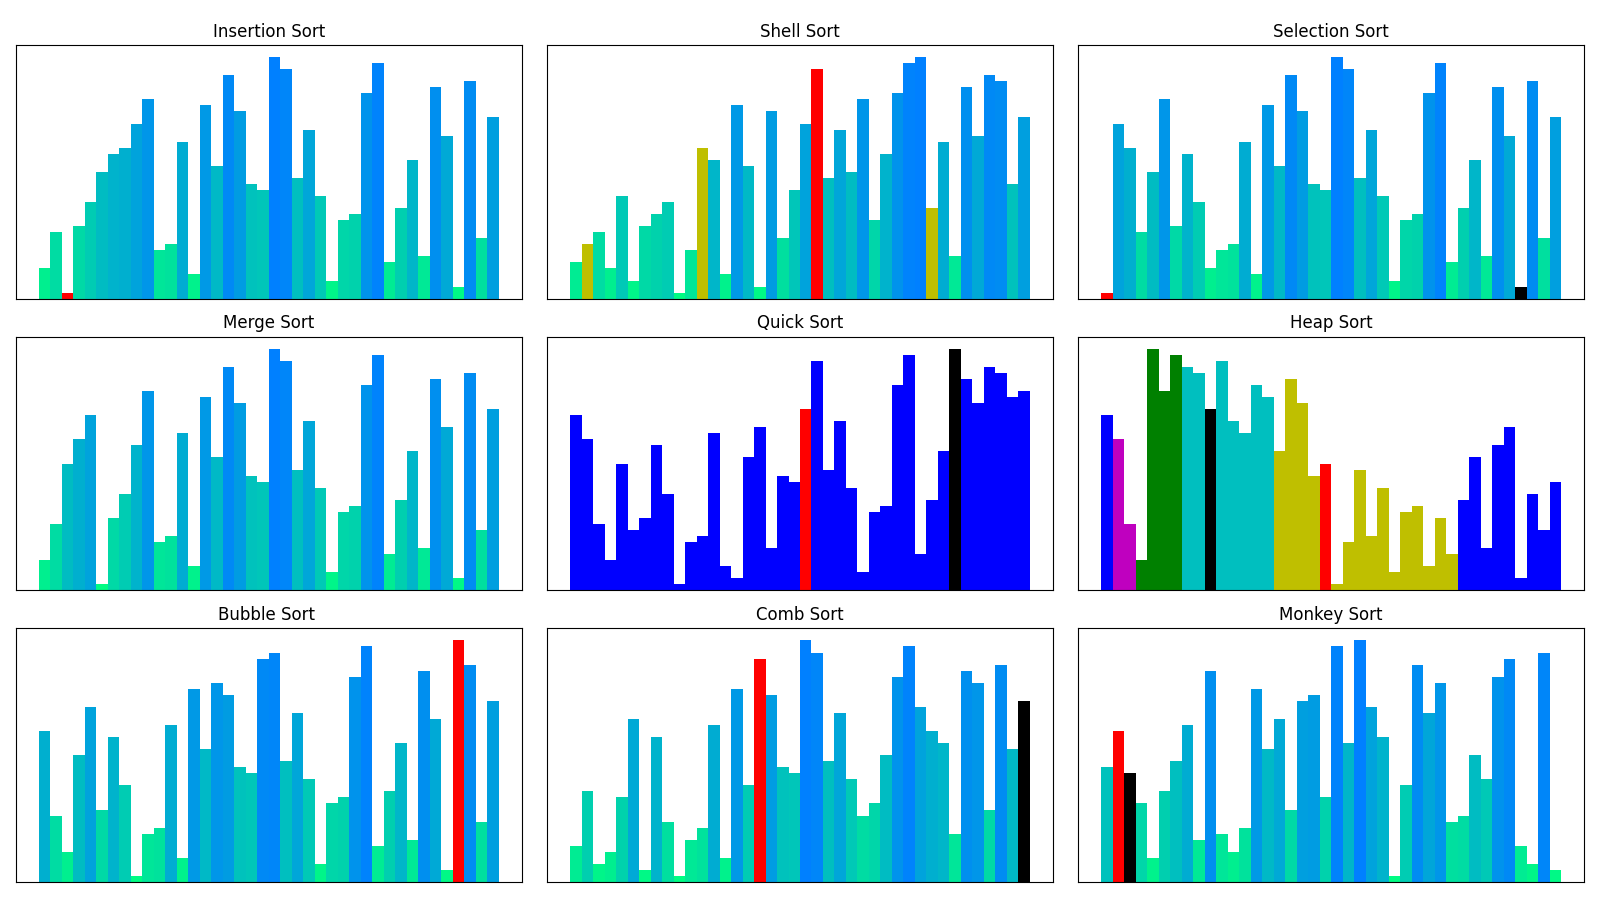 Insertion Sort
Shell Sort
Selection Sort
Merge Sort
Quick Sort
Heap Sort
Bubble Sort
Comb Sort
Monkey Sort